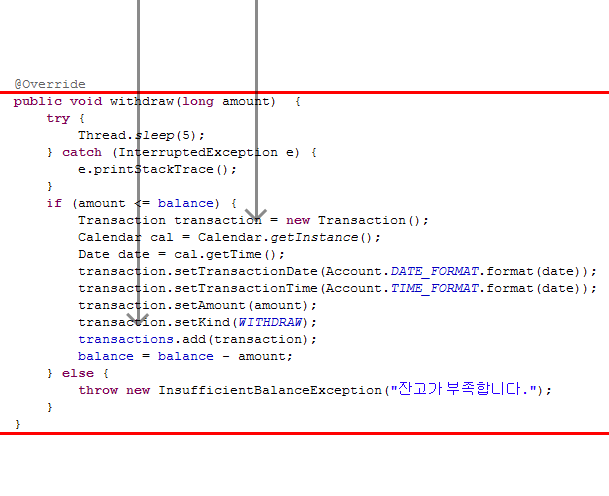 @Override
public void withdraw(long amount)  {
    try {
        Thread.sleep(5);
    } catch (InterruptedException e) {
        e.printStackTrace();
    }
    if (amount <= balance) {
        Transaction transaction = new Transaction();
        Calendar cal = Calendar.getInstance();
        Date date = cal.getTime();
        transaction.setTransactionDate(Account.DATE_FORMAT.format(date));
        transaction.setTransactionTime(Account.TIME_FORMAT.format(date));
        transaction.setAmount(amount);
        transaction.setKind(WITHDRAW);
        transactions.add(transaction);
        balance = balance - amount;
    } else {
        throw new InsufficientBalanceException("잔고가 부족합니다.");
    }
}